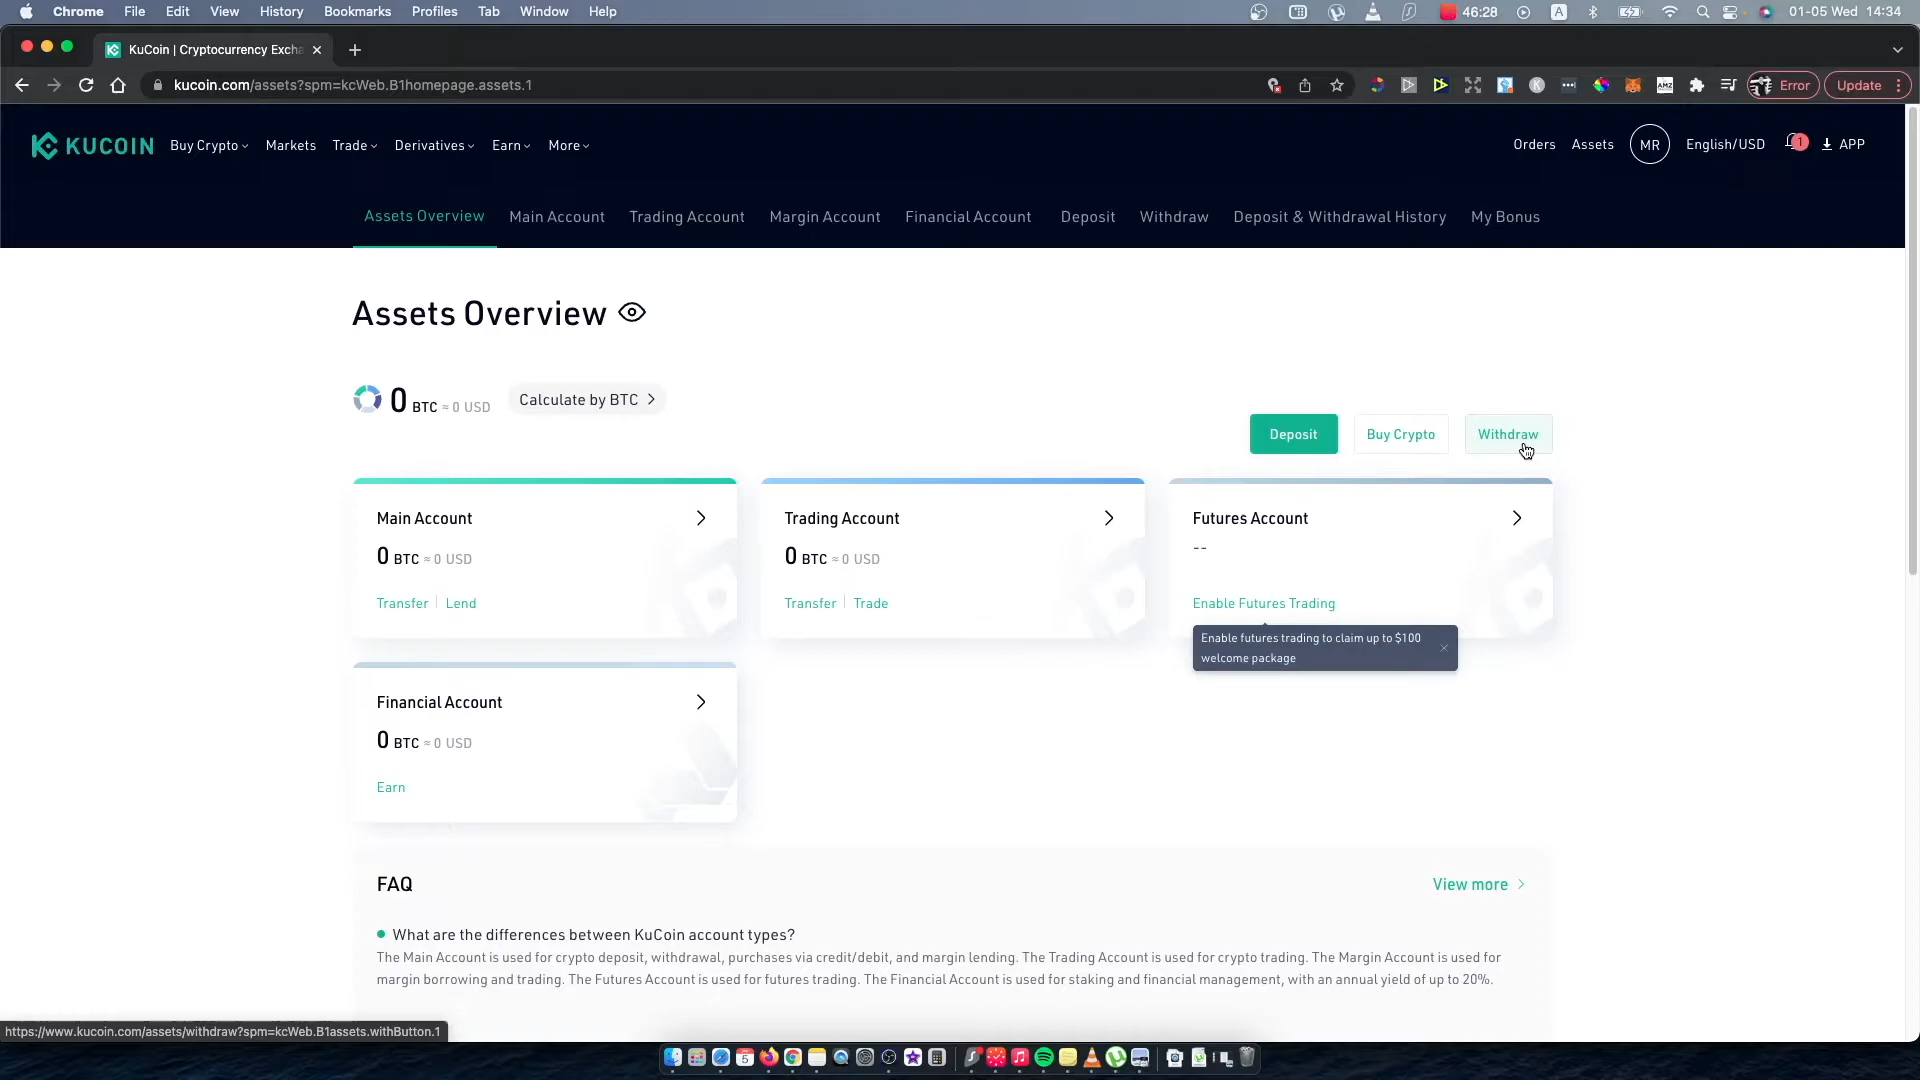 Chrome File Edit View History Bookmarks Profiles Tab Window Help
46:28 A 01-05 Wed 14:34
KuCoin | Cryptocurrency Excha
kucoin.com/assets?spm=kcWeb.B1homepage.assets.1
AMZ Error Update
KUCOIN Buy Crypto Markets Trade Derivatives Earn More
Orders Assets MR English/USD 1 APP
Assets Overview Main Account Trading Account Margin Account Financial Account Deposit Withdraw Deposit & Withdrawal History My Bonus
Assets Overview
0 BTC ≈ 0 USD Calculate by BTC
Deposit Buy Crypto Withdraw
Main Account
0 BTC ≈ 0 USD
Transfer Lend
Trading Account
0 BTC ≈ 0 USD
Transfer Trade
Futures Account
--
Enable Futures Trading
Enable futures trading to claim up to $100
welcome package
Financial Account
0 BTC ≈ 0 USD
Earn
FAQ
View more
What are the differences between KuCoin account types?
The Main Account is used for crypto deposit, withdrawal, purchases via credit/debit, and margin lending. The Trading Account is used for crypto trading. The Margin Account is used for
margin borrowing and trading. The Futures Account is used for futures trading. The Financial Account is used for staking and financial management, with an annual yield of up to 20%.
https://www.kucoin.com/assets/withdraw?spm=kcWeb.B1assets.withButton.1
5